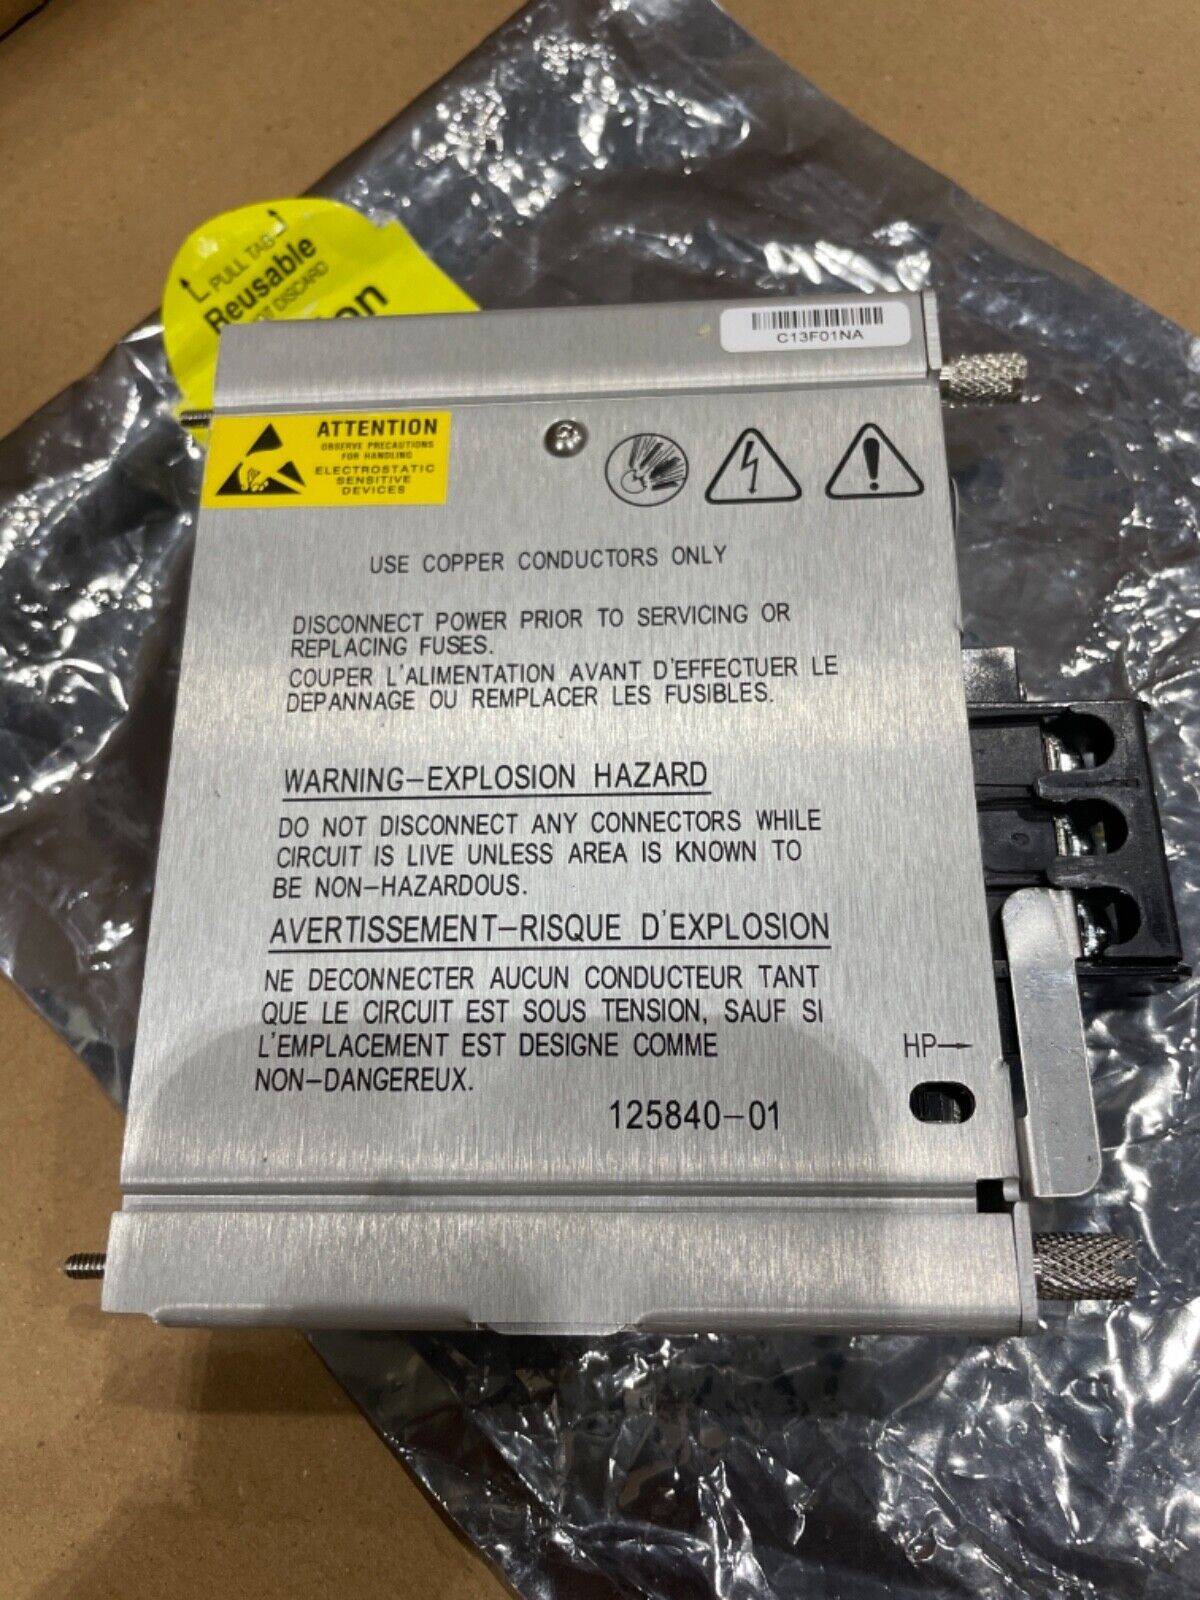 PULL TAG
Reusable
DISCARD
C13F01NA
ATTENTION
OBSERVE PRECAUTIONS
FOR HANDLING
ELECTROSTATIC
SENSITIVE
DEVICES
USE COPPER CONDUCTORS ONLY
DISCONNECT POWER PRIOR TO SERVICING OR
REPLACING FUSES.
COUPER L'ALIMENTATION AVANT D'EFFECTUER LE
DEPANNAGE OU REMPLACER LES FUSIBLES.
WARNING-EXPLOSION HAZARD
DO NOT DISCONNECT ANY CONNECTORS WHILE
CIRCUIT IS LIVE UNLESS AREA IS KNOWN TO
BE NON-HAZARDOUS.
AVERTISSEMENT-RISQUE D'EXPLOSION
NE DECONNECTER AUCUN CONDUCTEUR TANT
QUE LE CIRCUIT EST SOUS TENSION, SAUF SI
L'EMPLACEMENT EST DESIGNE COMME
NON-DANGEREUX.
HP→
125840-01